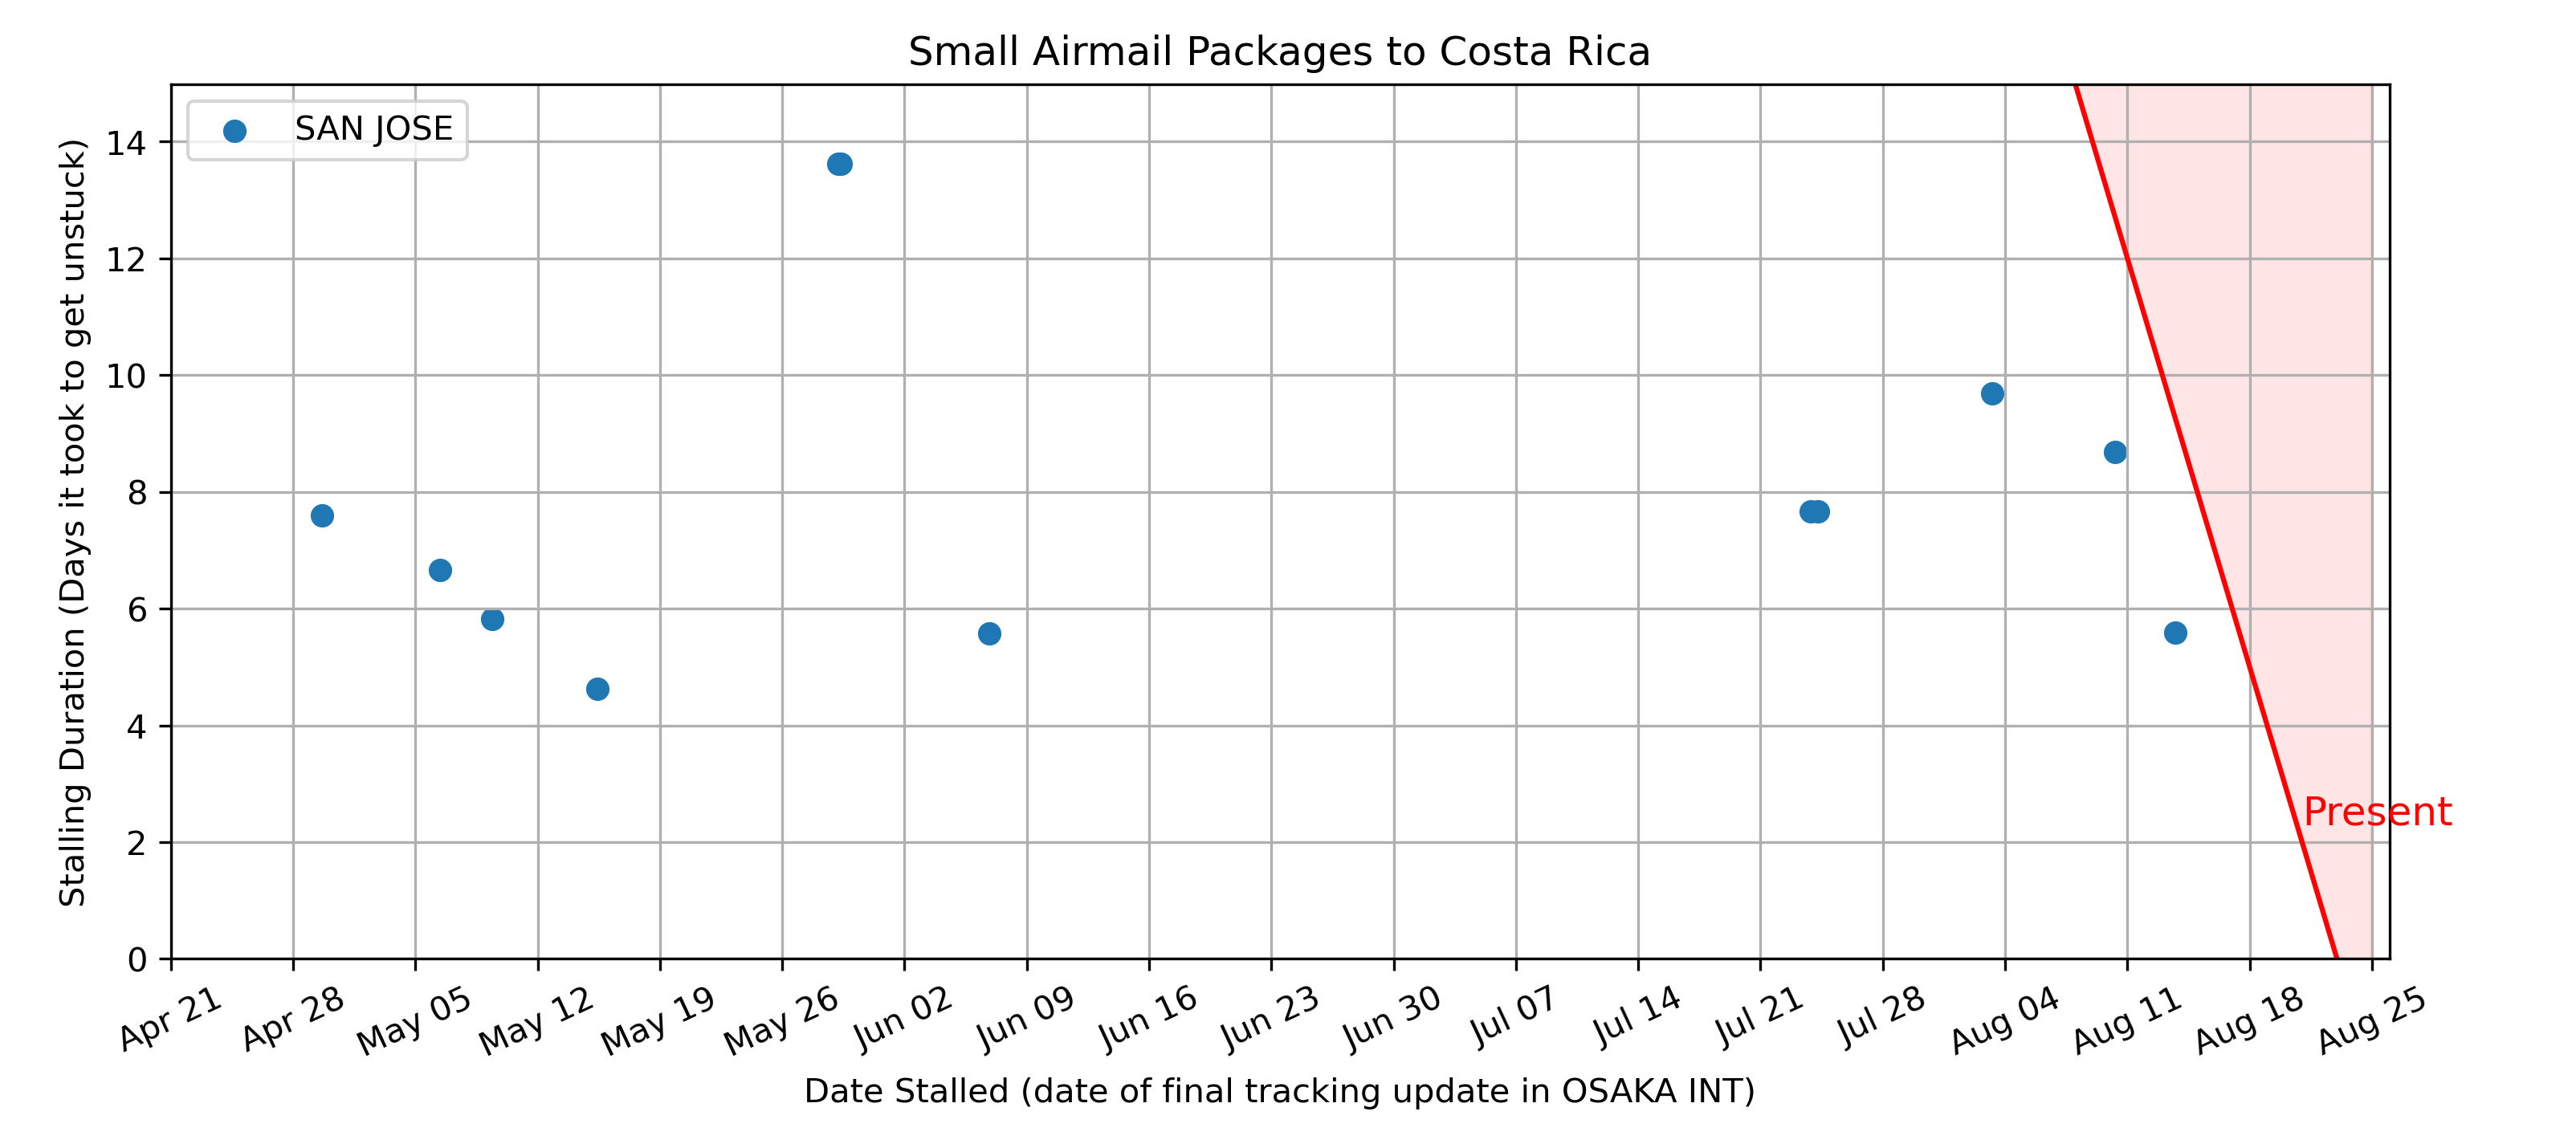 Small Airmail Packages to Costa Rica
SAN JOSE
Stalling Duration (Days it took to get unstuck)
14
12
10
8
6
4
2
0
Present
Apr 21
Apr 28
May 05
May 12
May 19
May 26
Jun 02
Jun 09
Jun 16
Jun 23
Jun 30
Jul 07
Jul 14
Jul 21
Jul 28
Aug 04
Aug 11
Aug 18
Aug 25
Date Stalled (date of final tracking update in OSAKA INT)